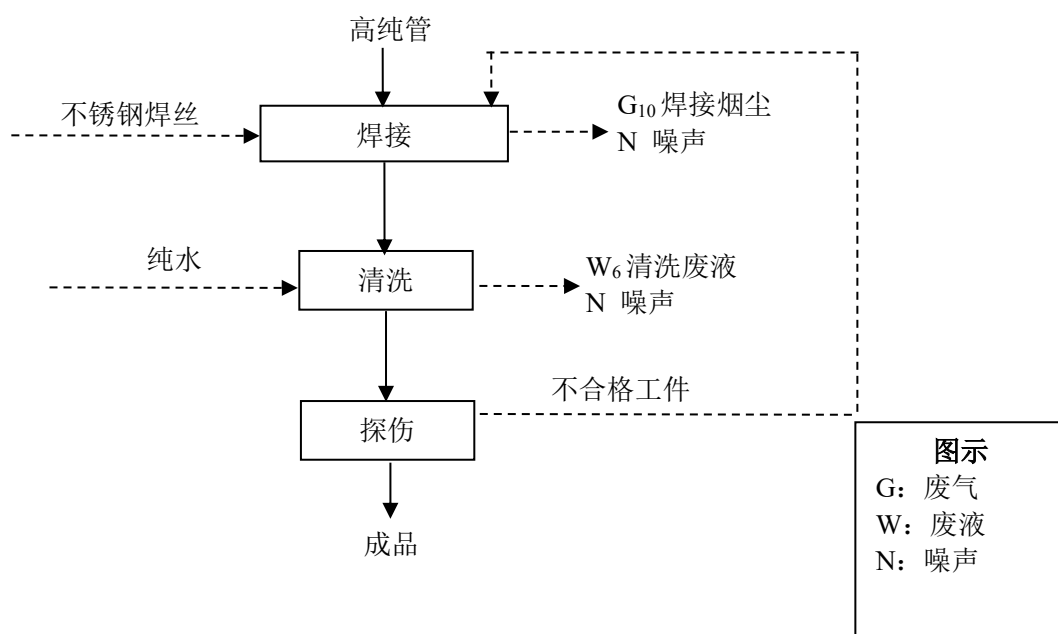 高纯管
不锈钢焊丝
焊接
G₁₀ 焊接烟尘
N 噪声
纯水
清洗
W₆ 清洗废液
N 噪声
不合格工件
探伤
成品
图示
G：废气
W：废液
N：噪声